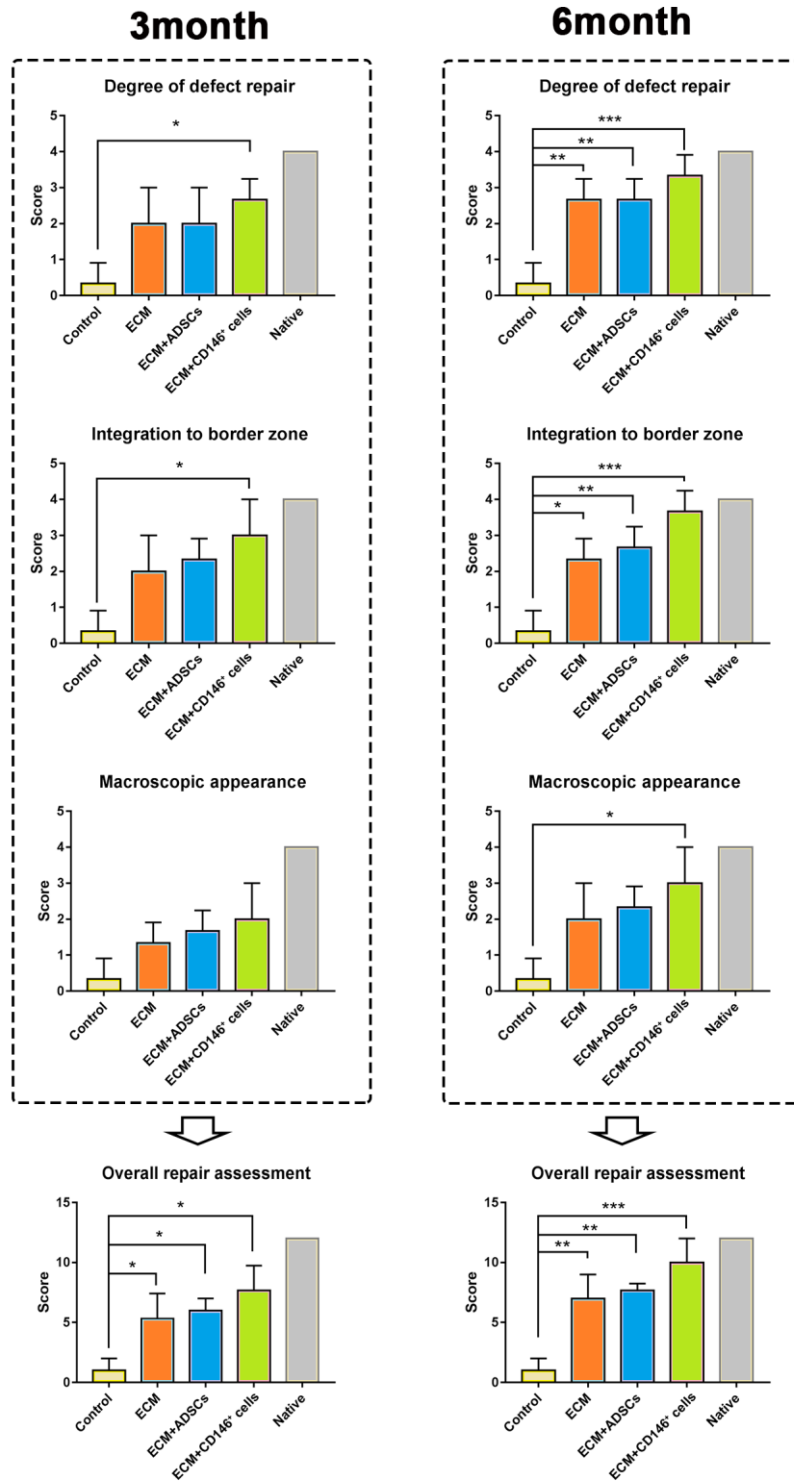 3month
6month
Degree of defect repair
5
4
3
2
1
0
Score
*
Control
ECM
ECM+ADSCs
ECM+CD146⁺ cells
Native
Degree of defect repair
5
4
3
2
1
0
Score
***
**
**
Control
ECM
ECM+ADSCs
ECM+CD146⁺ cells
Native
Integration to border zone
5
4
3
2
1
0
Score
*
Control
ECM
ECM+ADSCs
ECM+CD146⁺ cells
Native
Integration to border zone
5
4
3
2
1
0
Score
***
**
*
Control
ECM
ECM+ADSCs
ECM+CD146⁺ cells
Native
Macroscopic appearance
5
4
3
2
1
0
Score
Control
ECM
ECM+ADSCs
ECM+CD146⁺ cells
Native
Macroscopic appearance
5
4
3
2
1
0
Score
*
Control
ECM
ECM+ADSCs
ECM+CD146⁺ cells
Native
Overall repair assessment
15
10
5
0
Score
*
*
*
Control
ECM
ECM+ADSCs
ECM+CD146⁺ cells
Native
Overall repair assessment
15
10
5
0
Score
***
**
**
Control
ECM
ECM+ADSCs
ECM+CD146⁺ cells
Native